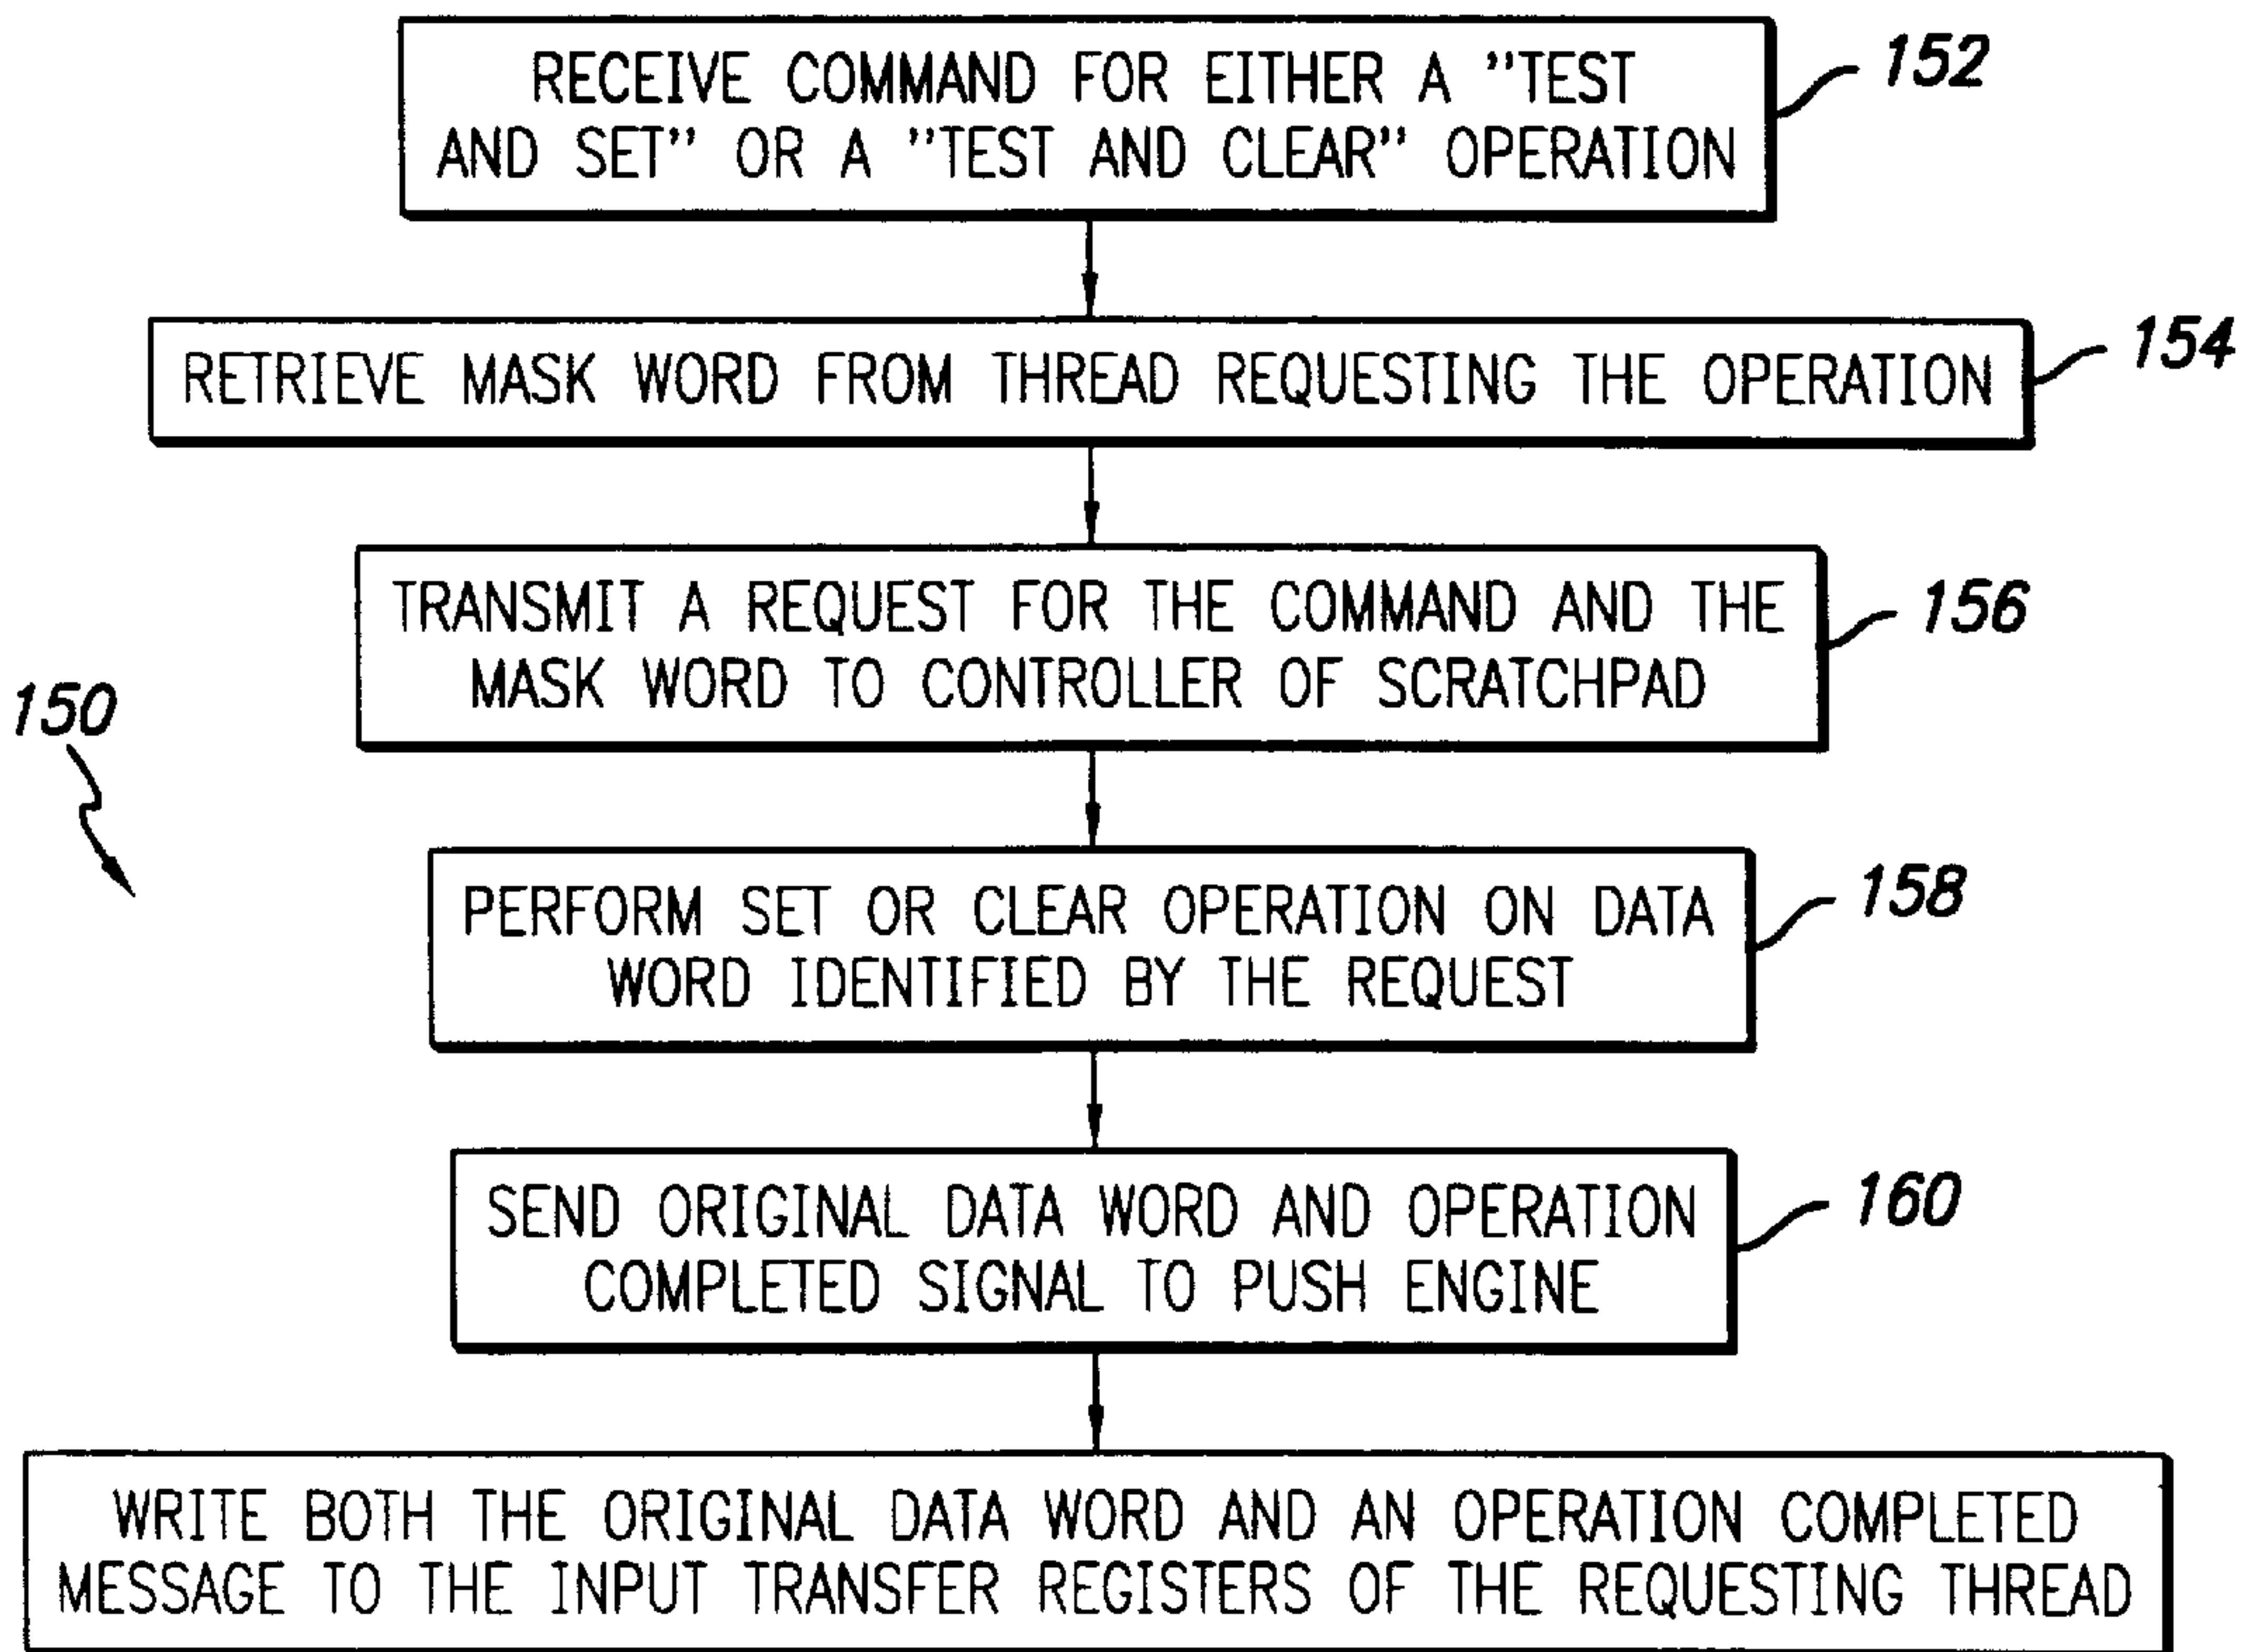 RECEIVE COMMAND FOR EITHER A "TEST
AND SET" OR A "TEST AND CLEAR" OPERATION
152
RETRIEVE MASK WORD FROM THREAD REQUESTING THE OPERATION
154
TRANSMIT A REQUEST FOR THE COMMAND AND THE
MASK WORD TO CONTROLLER OF SCRATCHPAD
156
150
PERFORM SET OR CLEAR OPERATION ON DATA
WORD IDENTIFIED BY THE REQUEST
158
SEND ORIGINAL DATA WORD AND OPERATION
COMPLETED SIGNAL TO PUSH ENGINE
160
WRITE BOTH THE ORIGINAL DATA WORD AND AN OPERATION COMPLETED
MESSAGE TO THE INPUT TRANSFER REGISTERS OF THE REQUESTING THREAD